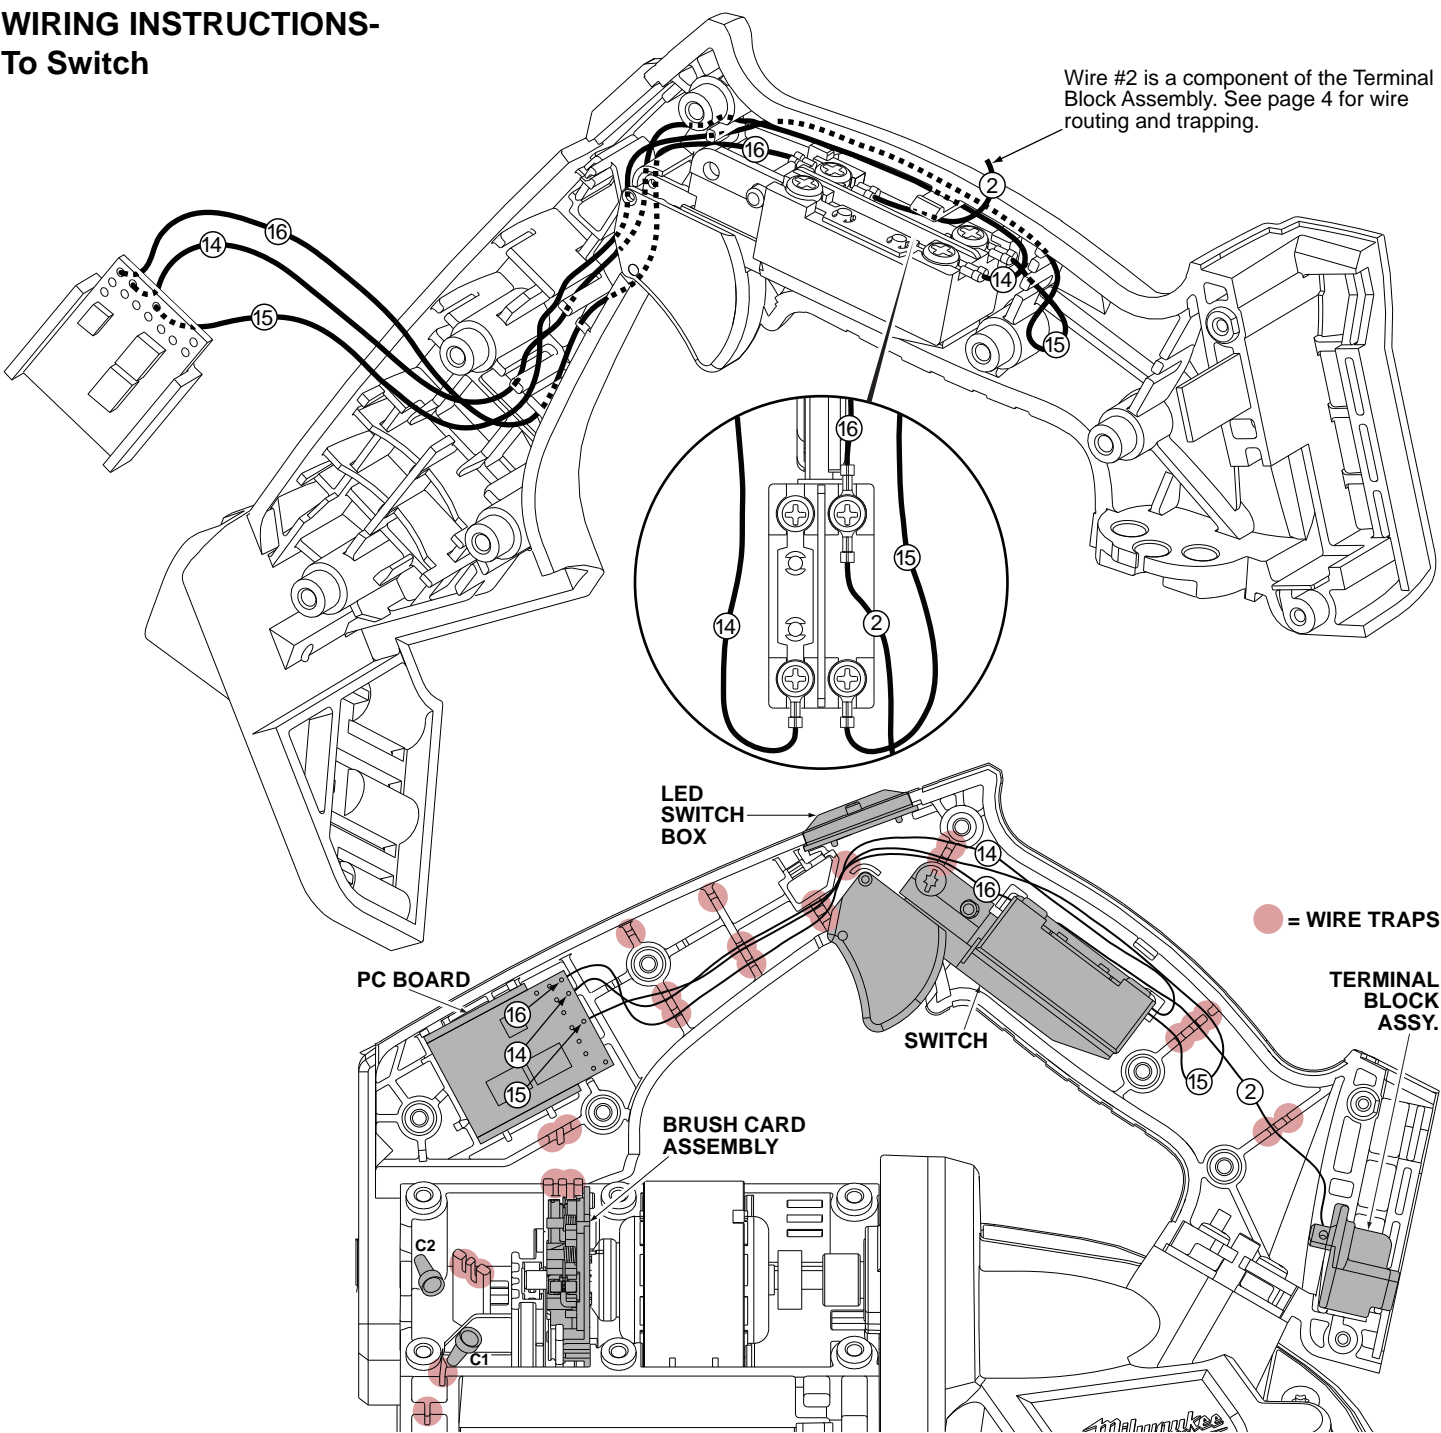 WIRING INSTRUCTIONS-
To Switch
Wire #2 is a component of the Terminal
Block Assembly. See page 4 for wire
routing and trapping.
16
2
16
14
14
15
15
16
15
14
2
LED
SWITCH
BOX
14
16
= WIRE TRAPS
PC BOARD
TERMINAL
BLOCK
ASSY.
16
SWITCH
14
15
15
2
BRUSH CARD
ASSEMBLY
C2
C1
Milwaukee